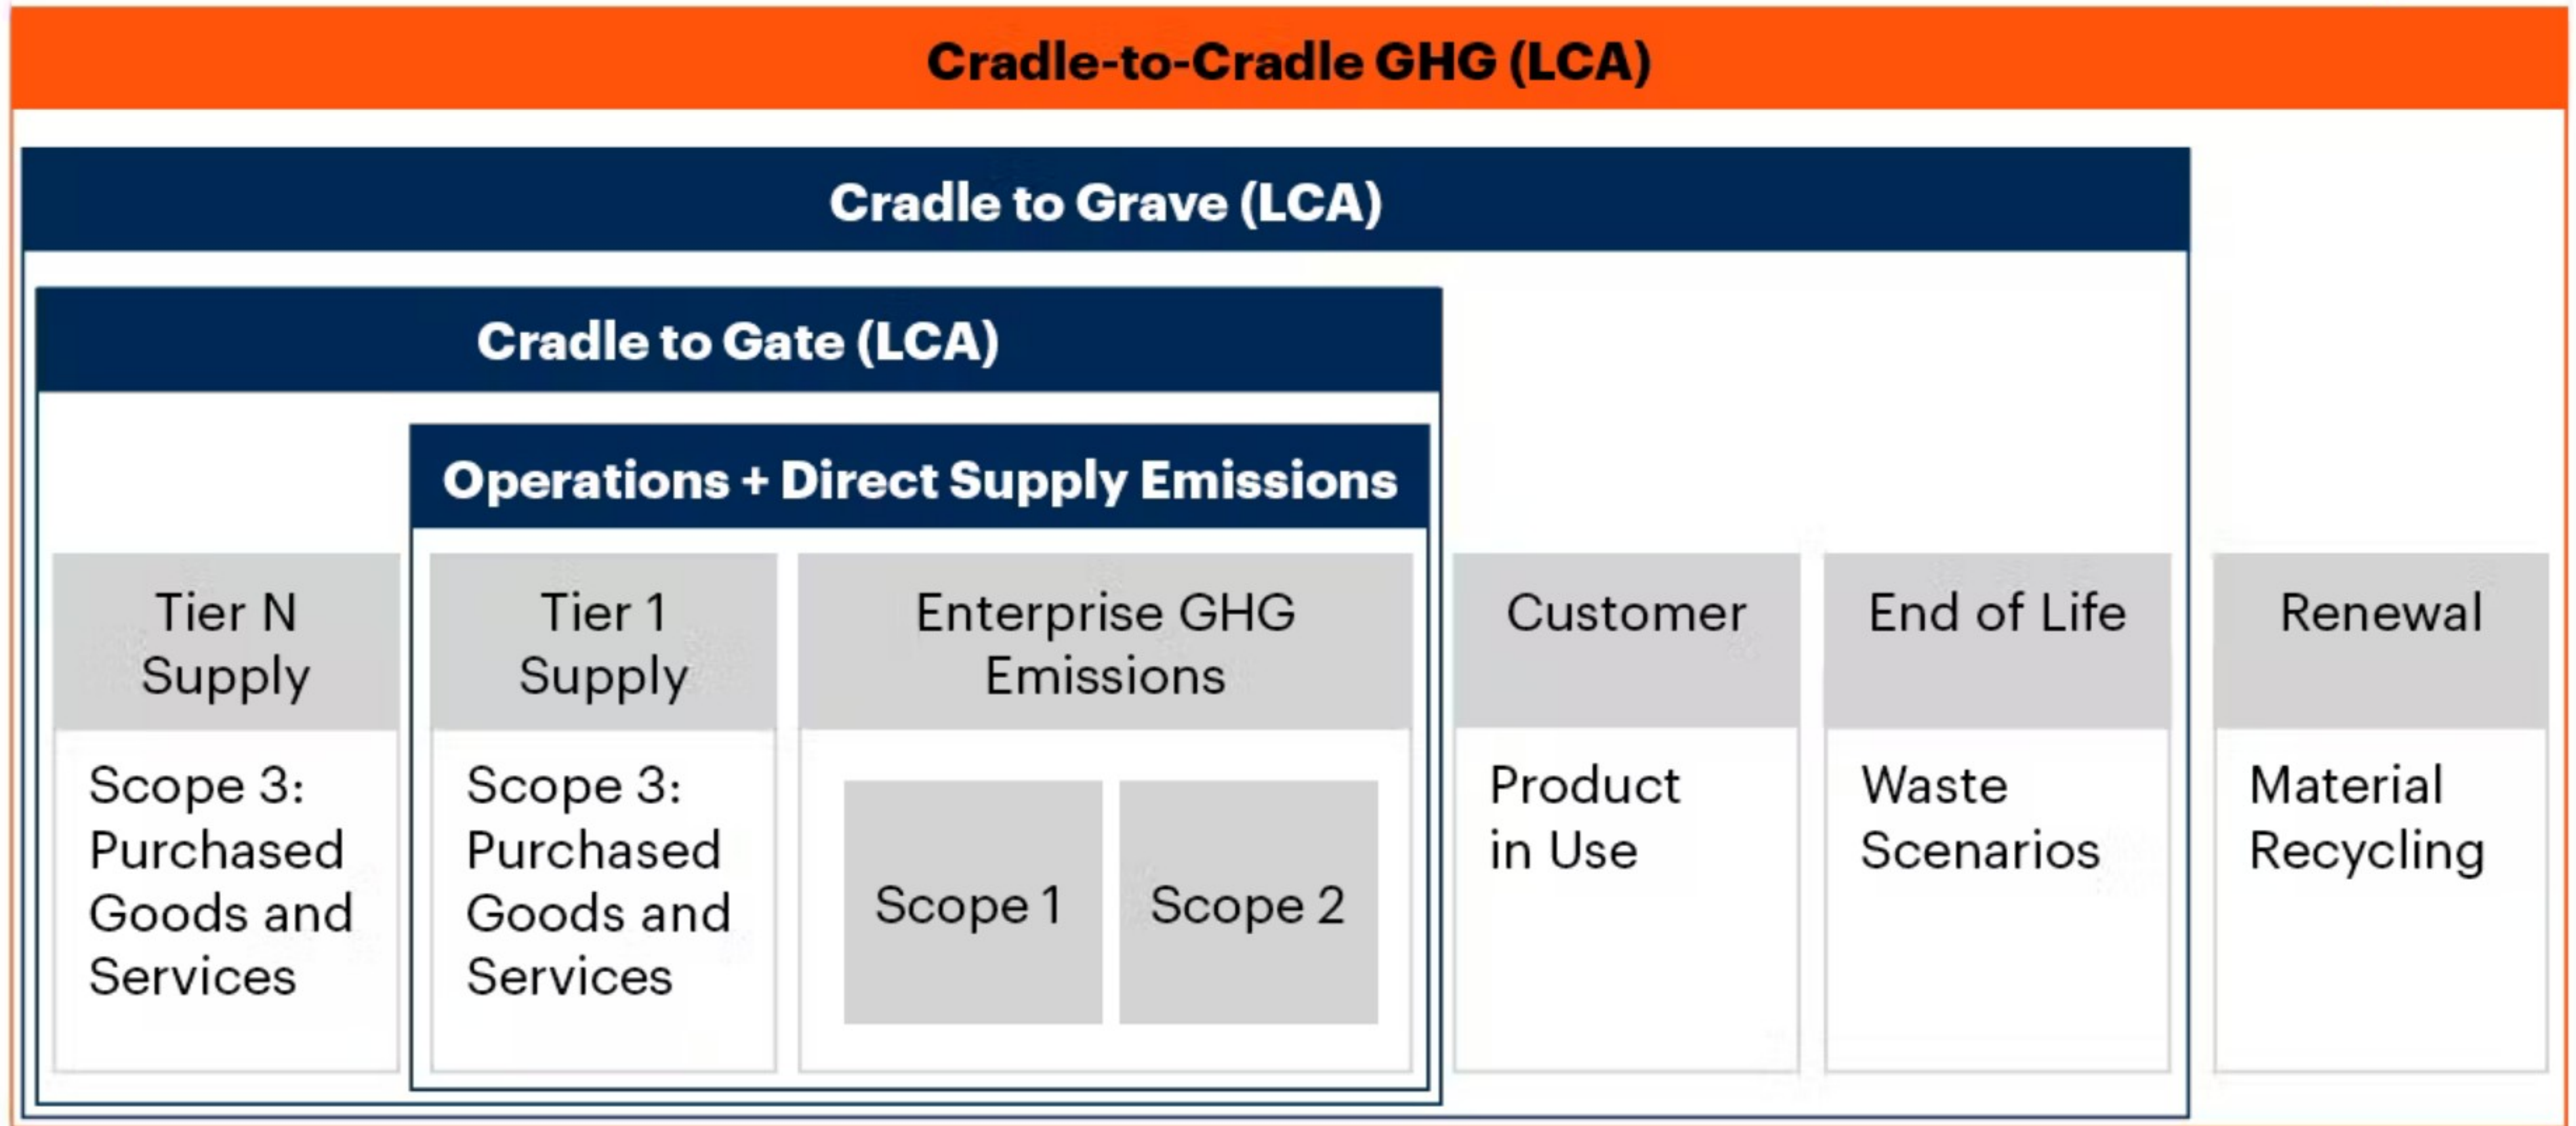 Cradle-to-Cradle GHG (LCA)
Cradle to Grave (LCA)
Cradle to Gate (LCA)
Operations + Direct Supply Emissions
Tier N
Supply
Scope 3:
Purchased
Goods and
Services
Tier 1
Supply
Scope 3:
Purchased
Goods and
Services
Enterprise GHG
Emissions
Scope 1
Scope 2
Customer
Product
in Use
End of Life
Waste
Scenarios
Renewal
Material
Recycling